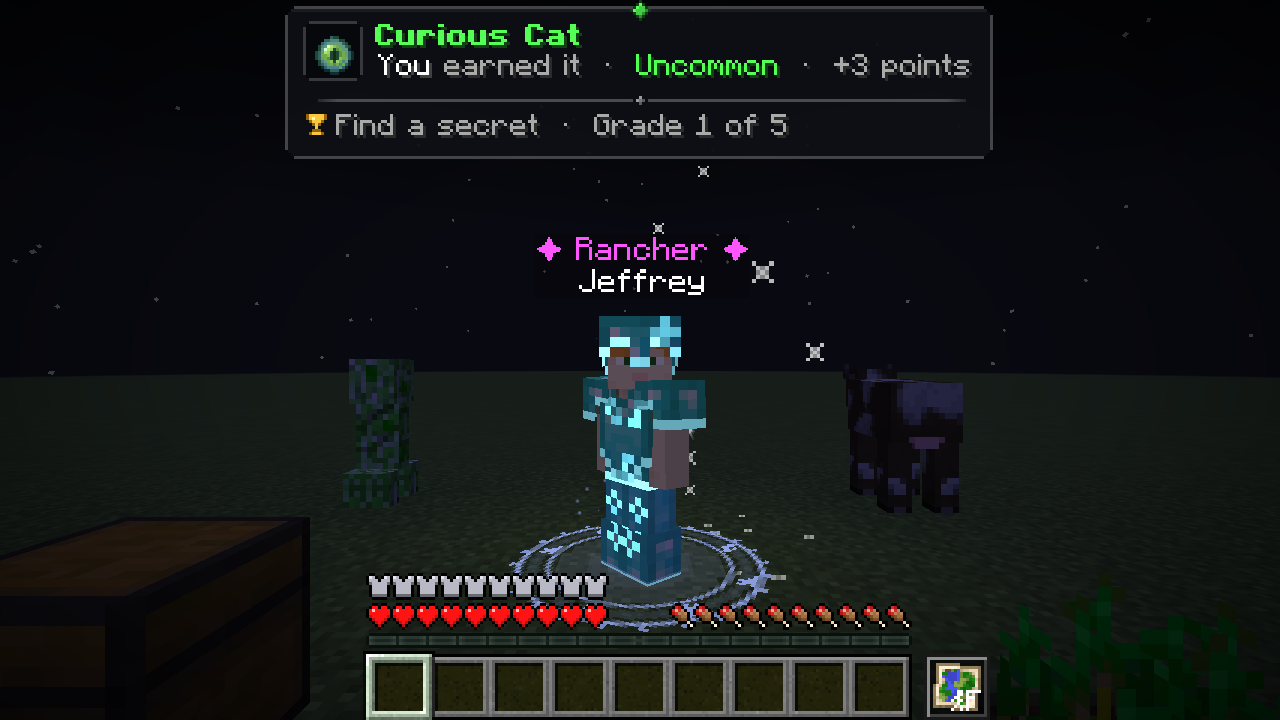 Curious Cat
You earned it · Uncommon · +3 points
Find a secret · Grade 1 of 5
Rancher
Jeffrey